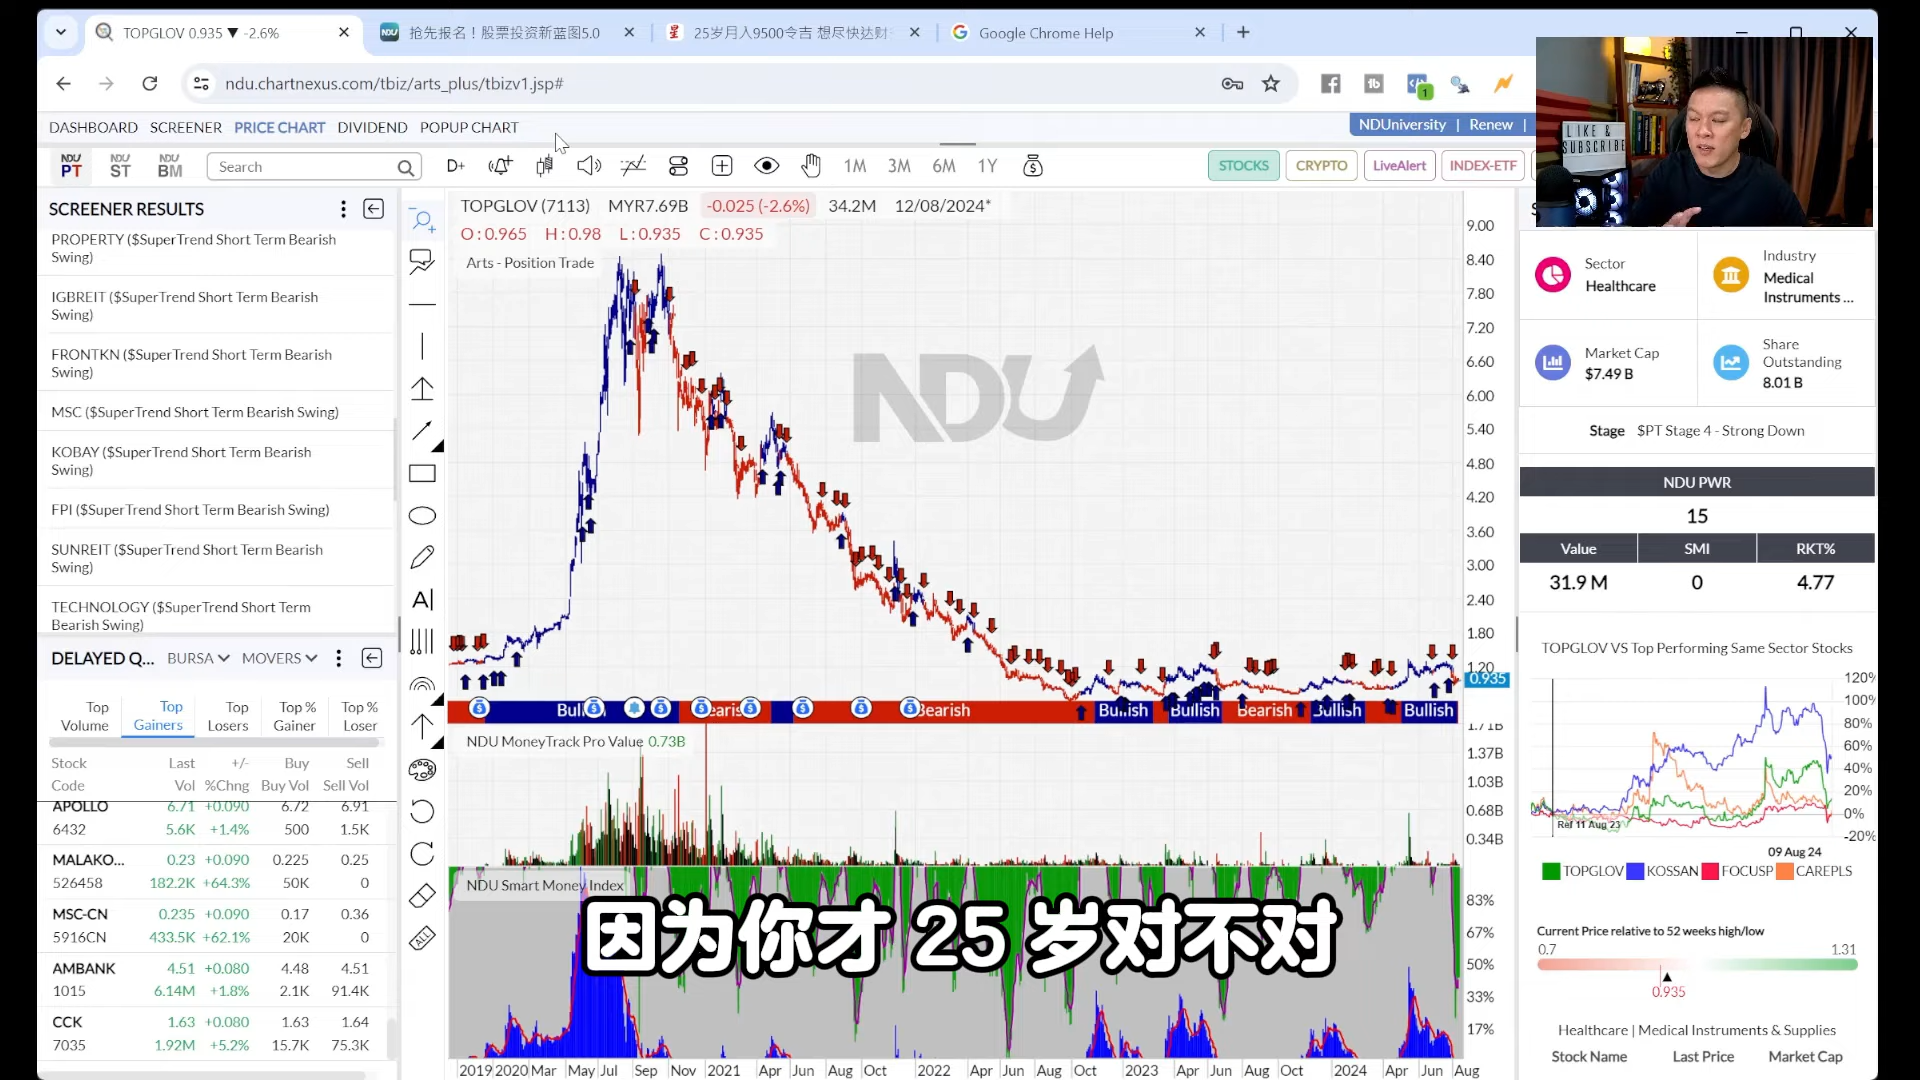 TOPGLOV 0.935 ▼ -2.6%
抢先报名！股票投资新蓝图5.0
25岁月入9500令吉 想尽快达财
Google Chrome Help
ndu.chartnexus.com/tbiz/arts_plus/tbizv1.jsp#
1
DASHBOARD SCREENER PRICE CHART DIVIDEND POPUP CHART
NDUniversity | Renew |
LIKE &
SUBSCRIBE
NDU PT
NDU ST
NDU BM
Search
D+
1M 3M 6M 1Y
STOCKS CRYPTO LiveAlert INDEX-ETF
SCREENER RESULTS
PROPERTY ($SuperTrend Short Term Bearish
Swing)
IGBREIT ($SuperTrend Short Term Bearish
Swing)
FRONTKN ($SuperTrend Short Term Bearish
Swing)
MSC ($SuperTrend Short Term Bearish Swing)
KOBAY ($SuperTrend Short Term Bearish
Swing)
FPI ($SuperTrend Short Term Bearish Swing)
SUNREIT ($SuperTrend Short Term Bearish
Swing)
TECHNOLOGY ($SuperTrend Short Term
Bearish Swing)
DELAYED Q... BURSA MOVERS
Top Volume
Top Gainers
Top Losers
Top % Gainer
Top % Loser
Stock Last +/- Buy Sell
Code Vol %Chng Buy Vol Sell Vol
APOLLO 6.71 +0.090 6.72 6.91
6432 5.6K +1.4% 500 1.5K
MALAKO... 0.23 +0.090 0.225 0.25
526458 182.2K +64.3% 50K 0
MSC-CN 0.235 +0.090 0.17 0.36
5916CN 433.5K +62.1% 20K 0
AMBANK 4.51 +0.080 4.48 4.51
1015 6.14M +1.8% 2.1K 91.4K
CCK 1.63 +0.080 1.63 1.64
7035 1.92M +5.2% 15.7K 75.3K
A|
ALL
TOPGLOV (7113) MYR7.69B -0.025 (-2.6%) 34.2M 12/08/2024*
O:0.965 H:0.98 L:0.935 C:0.935
Arts - Position Trade
NDU
9.00
8.40
7.80
7.20
6.60
6.00
5.40
4.80
4.20
3.60
3.00
2.40
1.80
1.20
0.935
Bearish Bullish Bullish Bearish Bullish Bullish
NDU MoneyTrack Pro Value 0.73B
1.71B
1.37B
1.03B
0.68B
0.34B
NDU Smart Money Index
83%
67%
50%
33%
17%
因为你才 25 岁对不对
2019 2020 Mar May Jul Sep Nov 2021 Apr Jun Aug Oct 2022 Apr Jun Aug Oct 2023 Apr Jun Aug Oct 2024 Apr Jun Aug
Sector
Healthcare
Industry
Medical
Instruments ...
Market Cap
$7.49 B
Share
Outstanding
8.01 B
Stage $PT Stage 4 - Strong Down
NDU PWR
15
Value SMI RKT%
31.9 M 0 4.77
TOPGLOV VS Top Performing Same Sector Stocks
120%
100%
80%
60%
40%
20%
0%
-20%
Ref 11 Aug 23
09 Aug 24
TOPGLOV KOSSAN FOCUSP CAREPLS
Current Price relative to 52 weeks high/low
0.7 1.31
0.935
Healthcare | Medical Instruments & Supplies
Stock Name Last Price Market Cap